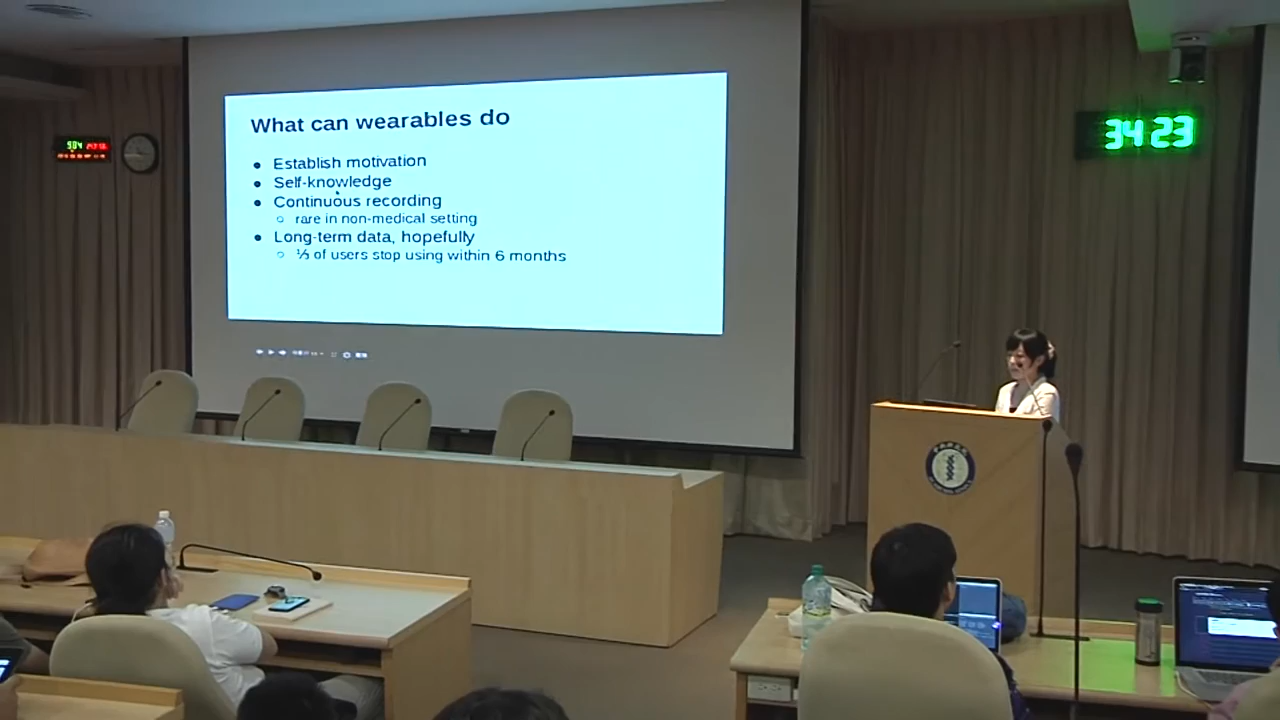 What can wearables do
● Establish motivation
● Self-knowledge
● Continuous recording
○ rare in non-medical setting
● Long-term data, hopefully
○ ⅓ of users stop using within 6 months
34 23